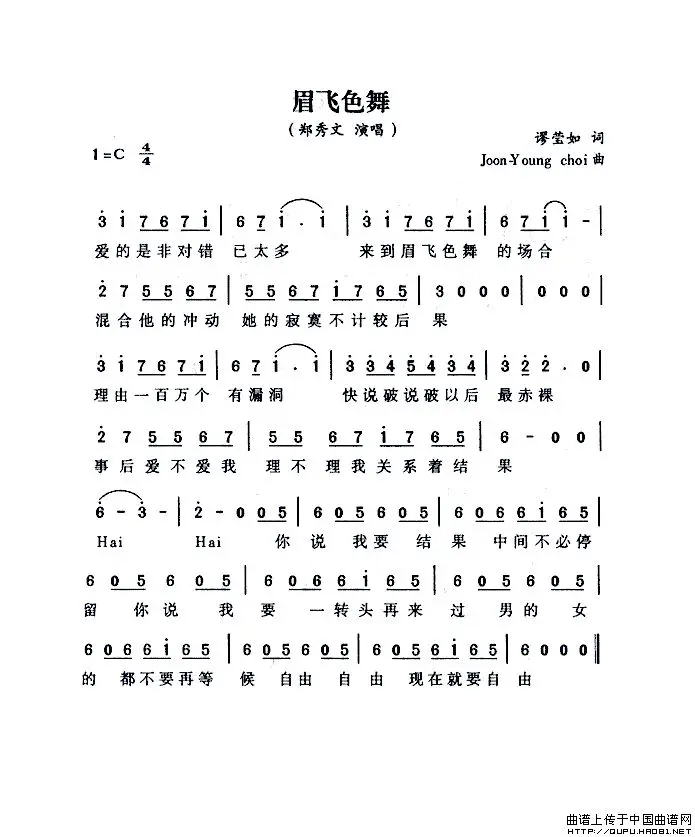 眉飞色舞
（郑秀文 演唱）
谬莹如 词
1=C 4/4
Joon-Young choi 曲
3 i 7 6 7 i | 6 7 i · i | 3 i 7 6 7 i | 6 7 i i - |
爱的是非对错 已太多 来到眉飞色舞 的场合
2 7 5 5 6 7 | 5 5 6 7 i 7 6 5 | 3 0 0 0 | 0 0 0 |
混合他的冲动 她的寂寞不计较后 果
3 i 7 6 7 i | 6 7 i · i | 3 3 4 5 4 3 4 | 3 2 2 · 0 |
理由一百万个 有漏洞 快说破说破以后 最赤裸
2 7 5 5 6 7 | 5 5 6 7 i 7 6 5 | 6 - 0 0 |
事后爱不爱我 理不理我关系着结 果
6 - 3 - | 2 - 0 0 5 | 6 0 5 6 0 5 | 6 0 6 6 i 6 5 |
Hai Hai 你 说 我要 结果 中间不必停
6 0 5 6 0 5 | 6 0 6 6 i 6 5 | 6 0 5 6 0 5 |
留 你说 我 要 一转头再来 过 男的 女
6 0 6 6 i 6 5 | 6 0 5 6 0 5 | 6 0 5 6 i 6 5 | 6 0 0 0 ‖
的 都不要再等 候 自由 自由 现在就要自由
曲谱上传于中国曲谱网
HTTP://QUPU.HAO81.NET